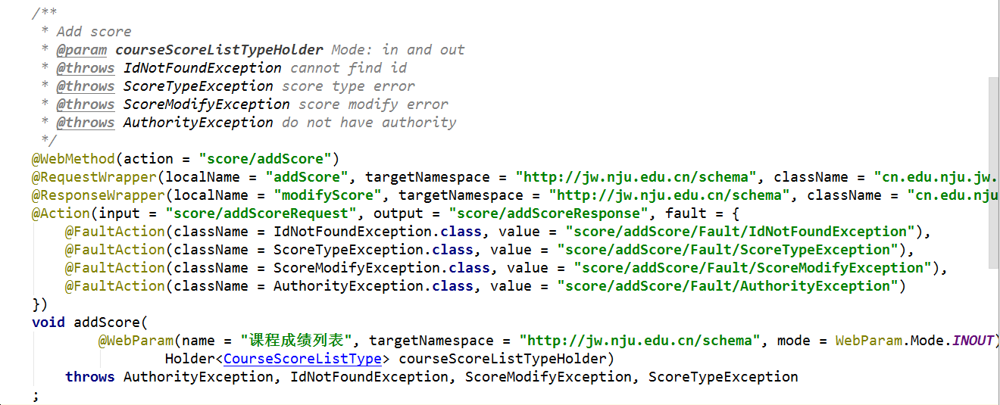 /**
 * Add score
 * @param courseScoreListTypeHolder Mode: in and out
 * @throws IdNotFoundException cannot find id
 * @throws ScoreTypeException score type error
 * @throws ScoreModifyException score modify error
 * @throws AuthorityException do not have authority
 */
@WebMethod(action = "score/addScore")
@RequestWrapper(localName = "addScore", targetNamespace = "http://jw.nju.edu.cn/schema", className = "cn.edu.nju.jw.
@ResponseWrapper(localName = "modifyScore", targetNamespace = "http://jw.nju.edu.cn/schema", className = "cn.edu.nju
@Action(input = "score/addScoreRequest", output = "score/addScoreResponse", fault = {
    @FaultAction(className = IdNotFoundException.class, value = "score/addScore/Fault/IdNotFoundException"),
    @FaultAction(className = ScoreTypeException.class, value = "score/addScore/Fault/ScoreTypeException"),
    @FaultAction(className = ScoreModifyException.class, value = "score/addScore/Fault/ScoreModifyException"),
    @FaultAction(className = AuthorityException.class, value = "score/addScore/Fault/AuthorityException")
})
void addScore(
        @WebParam(name = "课程成绩列表", targetNamespace = "http://jw.nju.edu.cn/schema", mode = WebParam.Mode.INOUT)
                Holder<CourseScoreListType> courseScoreListTypeHolder)
    throws AuthorityException, IdNotFoundException, ScoreModifyException, ScoreTypeException
;